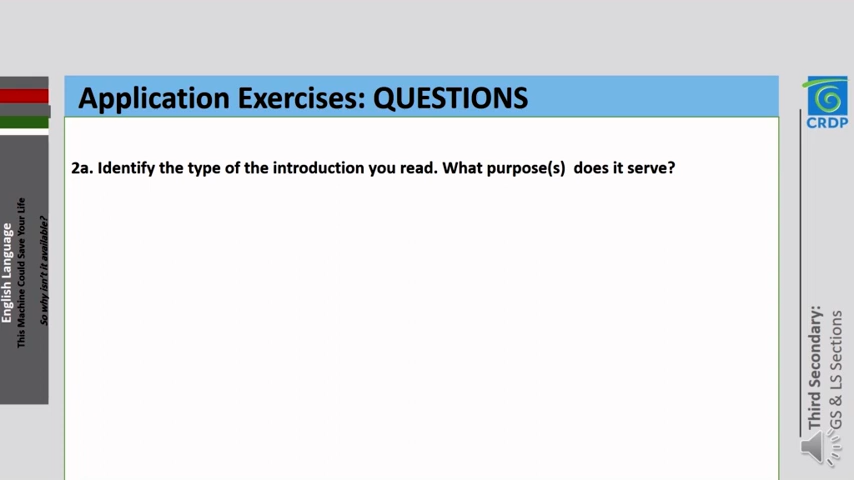 Application Exercises: QUESTIONS
2a. Identify the type of the introduction you read. What purpose(s) does it serve?
English Language
This Machine Could Save Your Life
So why isn't it available?
CRDP
Third Secondary:
GS & LS Sections